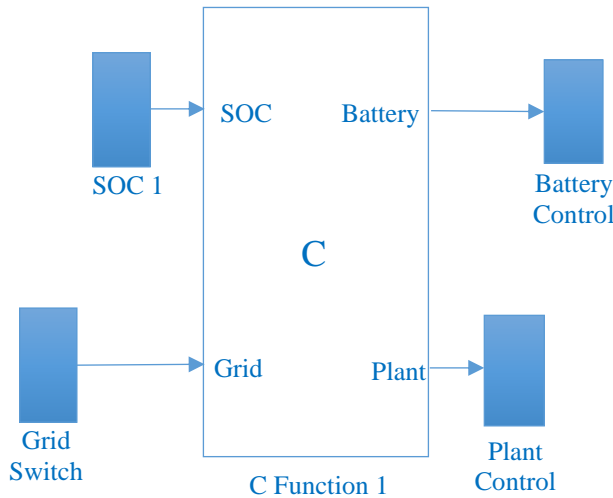 SOC
Battery
SOC 1
Battery
Control
C
Grid
Plant
Grid
Switch
Plant
Control
C Function 1